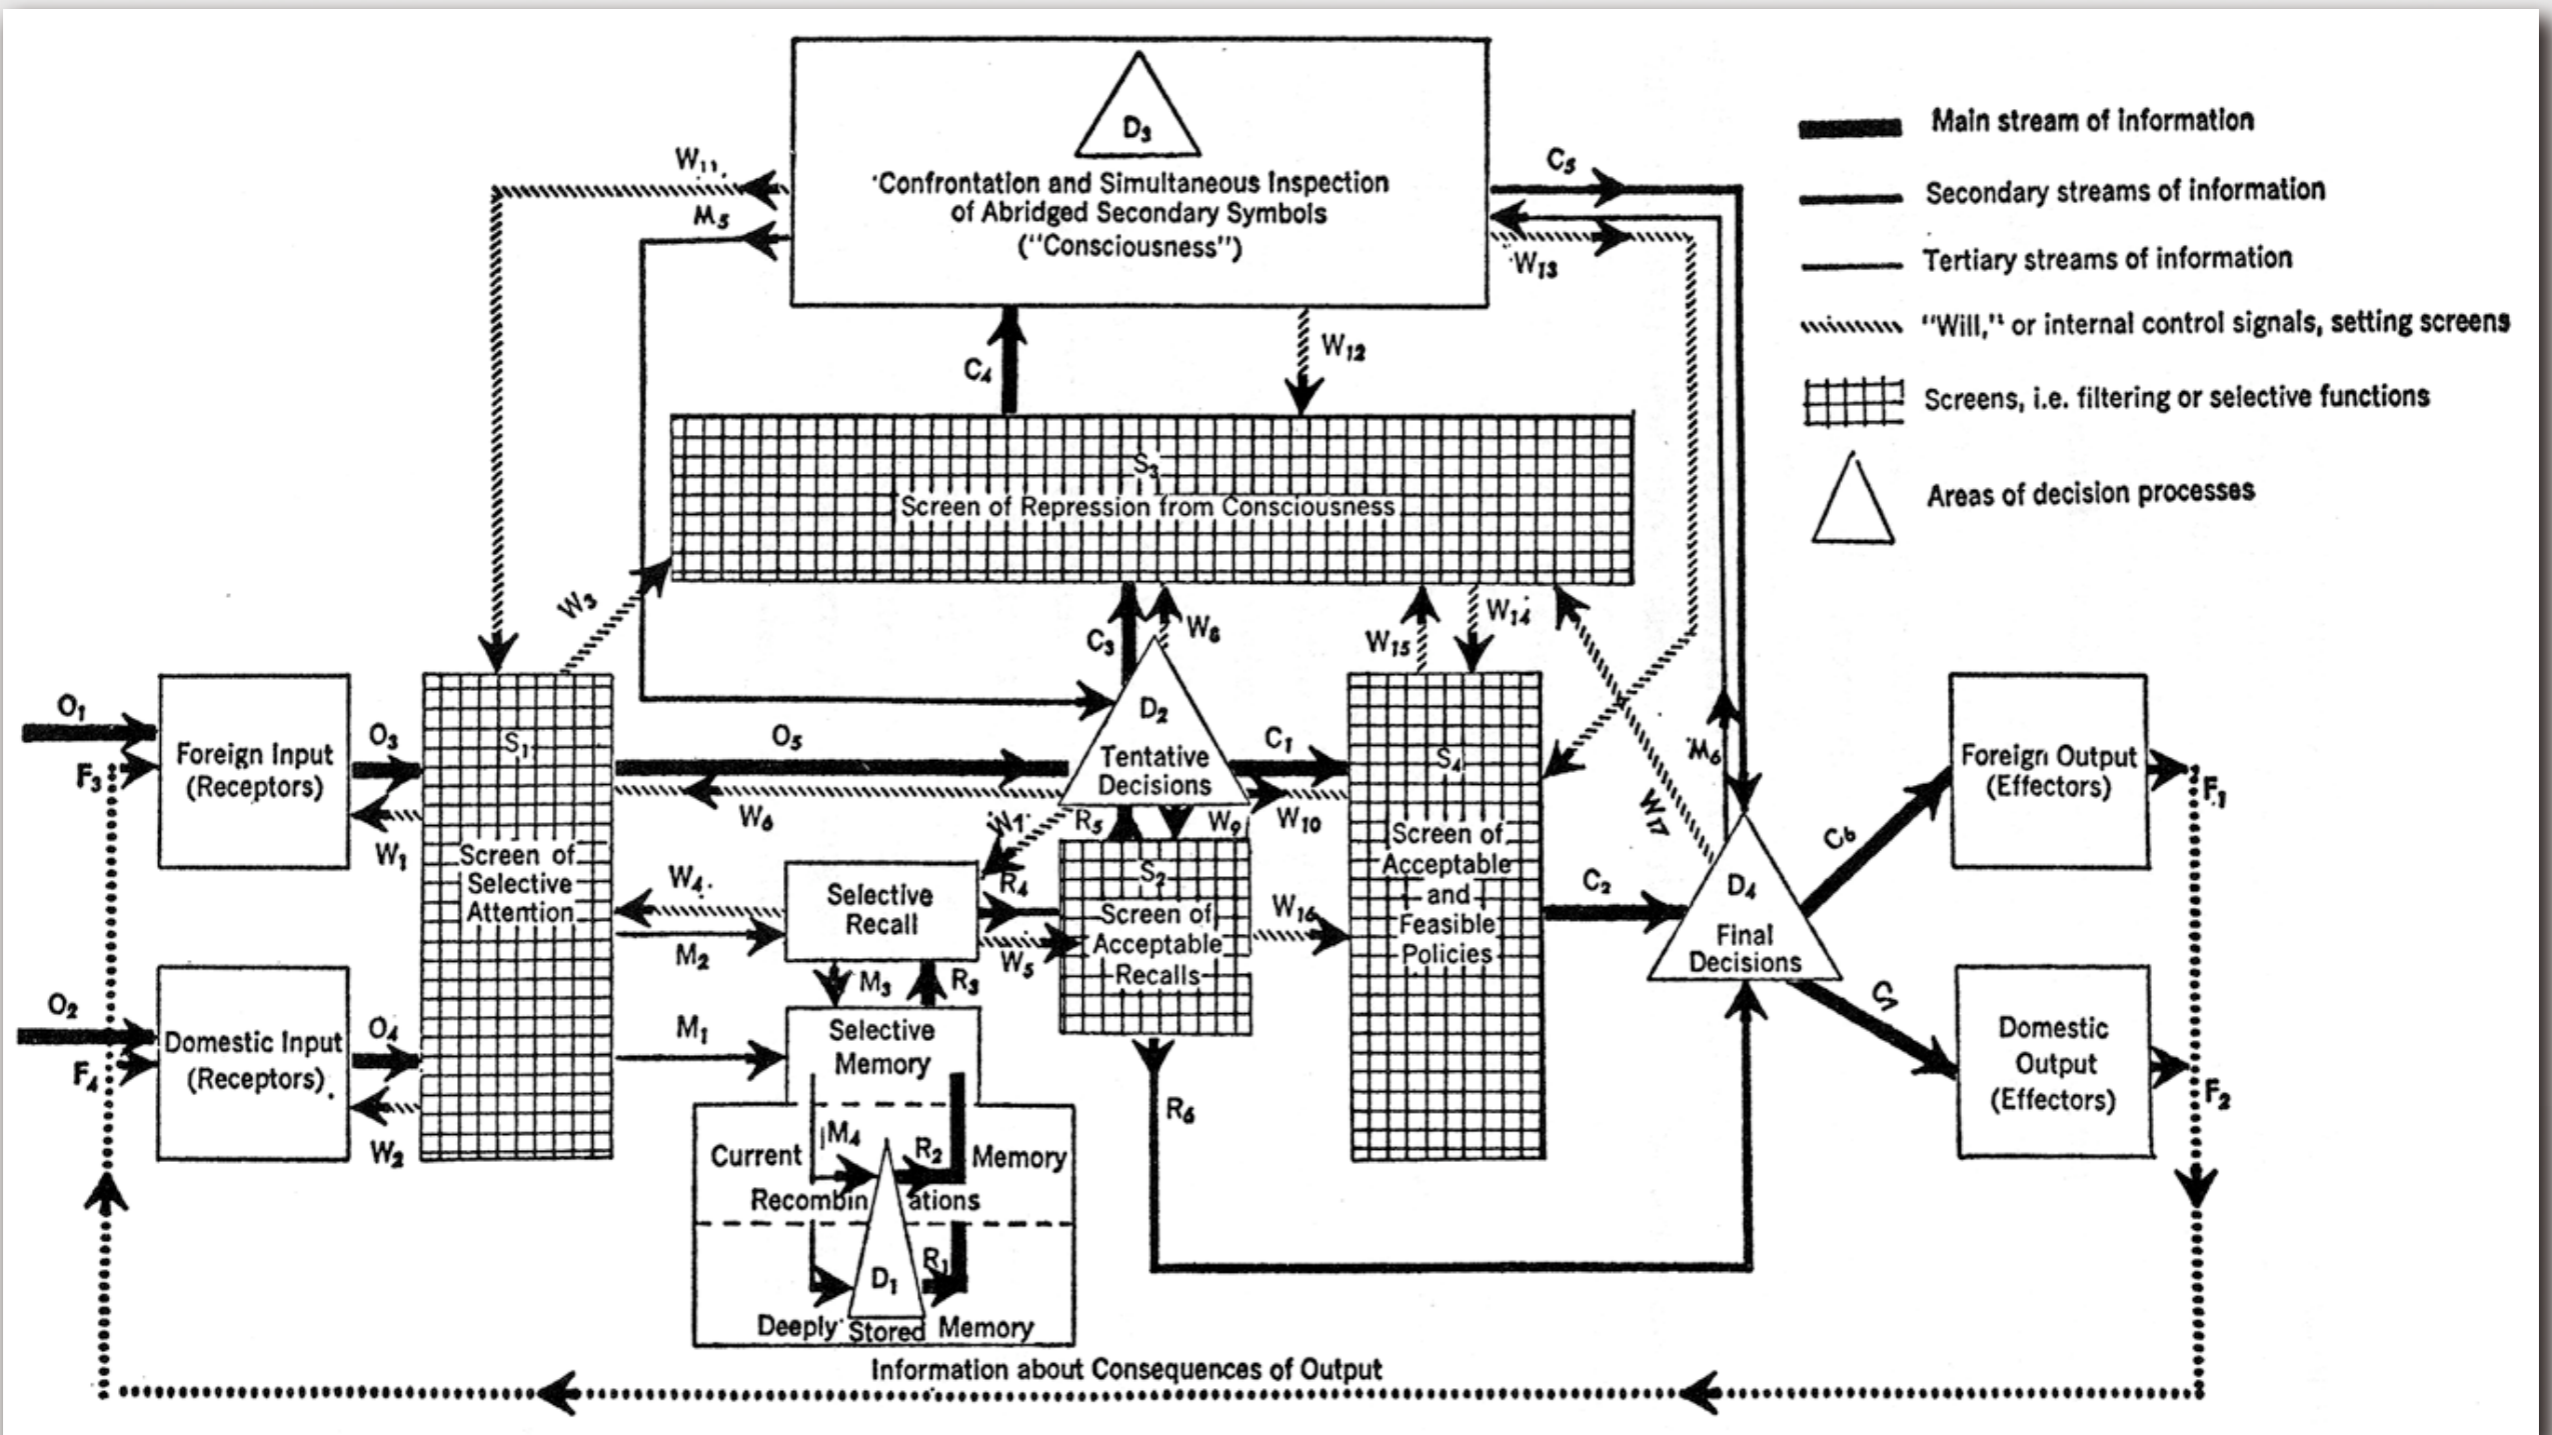 D₃
Confrontation and Simultaneous Inspection
of Abridged Secondary Symbols
("Consciousness")
W₁₁
M₅
C₅
W₁₃
C₄
W₁₂
Main stream of information
Secondary streams of information
Tertiary streams of information
"Will," or internal control signals, setting screens
Screens, i.e. filtering or selective functions
Areas of decision processes
S₃
Screen of Repression from Consciousness
W₃
C₃
W₈
W₁₅
W₁₄
O₁
F₃
Foreign Input
(Receptors)
O₃
W₁
O₂
F₄
Domestic Input
(Receptors)
O₄
W₂
S₁
Screen of
Selective
Attention
O₅
W₆
W₄
M₂
M₁
D₂
Tentative
Decisions
W₇
R₅
W₉
C₁
W₁₀
Selective
Recall
R₄
W₅
M₃
R₃
S₂
Screen of
Acceptable
Recalls
W₁₆
R₆
Selective
Memory
M₄
R₂
Current Memory
Recombinations
R₁
D₁
Deeply Stored Memory
S₄
Screen of
Acceptable
and
Feasible
Policies
C₂
W₁₇
M₆
D₄
Final
Decisions
C₆
C₇
Foreign Output
(Effectors)
F₁
Domestic
Output
(Effectors)
F₂
Information about Consequences of Output